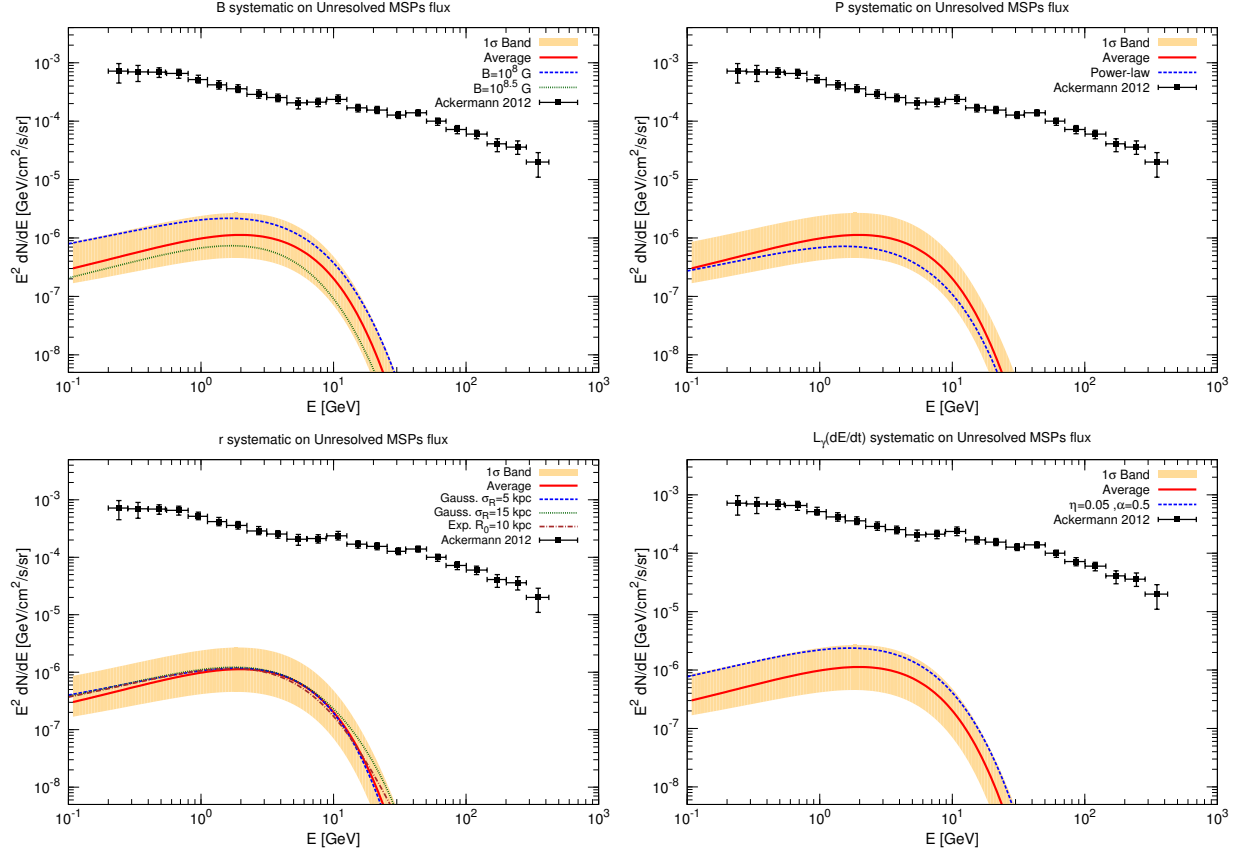 B systematic on Unresolved MSPs flux
1σ Band
Average
B=10^8 G
B=10^8.5 G
Ackermann 2012
E^2 dN/dE [GeV/cm^2/s/sr]
10^-3
10^-4
10^-5
10^-6
10^-7
10^-8
10^-1 10^0 10^1 10^2 10^3
E [GeV]
P systematic on Unresolved MSPs flux
1σ Band
Average
Power-law
Ackermann 2012
E^2 dN/dE [GeV/cm^2/s/sr]
10^-3
10^-4
10^-5
10^-6
10^-7
10^-8
10^-1 10^0 10^1 10^2 10^3
E [GeV]
r systematic on Unresolved MSPs flux
1σ Band
Average
Gauss. σ_R=5 kpc
Gauss. σ_R=15 kpc
Exp. R_0=10 kpc
Ackermann 2012
E^2 dN/dE [GeV/cm^2/s/sr]
10^-3
10^-4
10^-5
10^-6
10^-7
10^-8
10^-1 10^0 10^1 10^2 10^3
E [GeV]
L_γ(dE/dt) systematic on Unresolved MSPs flux
1σ Band
Average
η=0.05 ,α=0.5
Ackermann 2012
E^2 dN/dE [GeV/cm^2/s/sr]
10^-3
10^-4
10^-5
10^-6
10^-7
10^-8
10^-1 10^0 10^1 10^2 10^3
E [GeV]